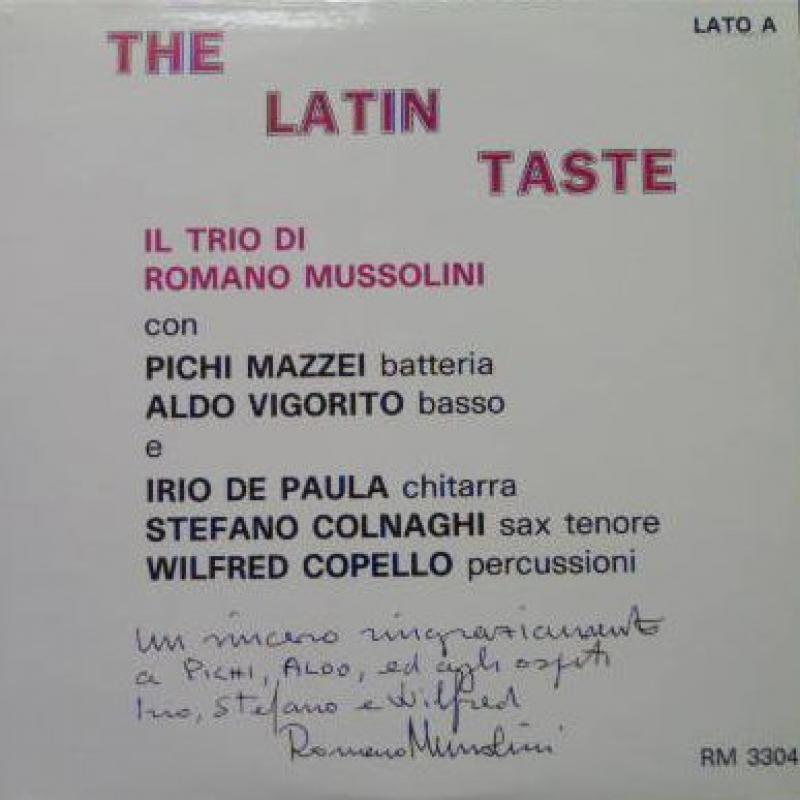 LATO A
THE
LATIN
TASTE
IL TRIO DI
ROMANO MUSSOLINI
con
PICHI MAZZEI batteria
ALDO VIGORITO basso
e
IRIO DE PAULA chitarra
STEFANO COLNAGHI sax tenore
WILFRED COPELLO percussioni
Un sincero ringraziamento
a PICHI, ALDO, ed agli ospiti
Irio, Stefano e Wilfred
Romano Mussolini
RM 3304